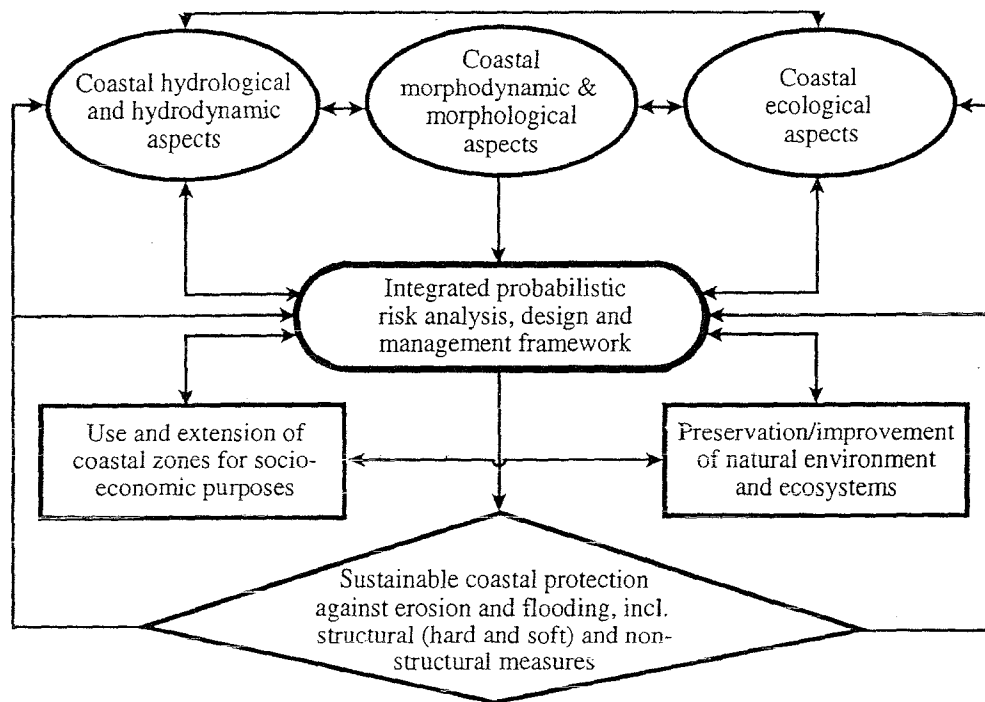 Coastal hydrological
and hydrodynamic
aspects
Coastal
morphodynamic &
morphological
aspects
Coastal
ecological
aspects
Integrated probabilistic
risk analysis, design and
management framework
Use and extension of
coastal zones for socio-
economic purposes
Preservation/improvement
of natural environment
and ecosystems
Sustainable coastal protection
against erosion and flooding, incl.
structural (hard and soft) and non-
structural measures